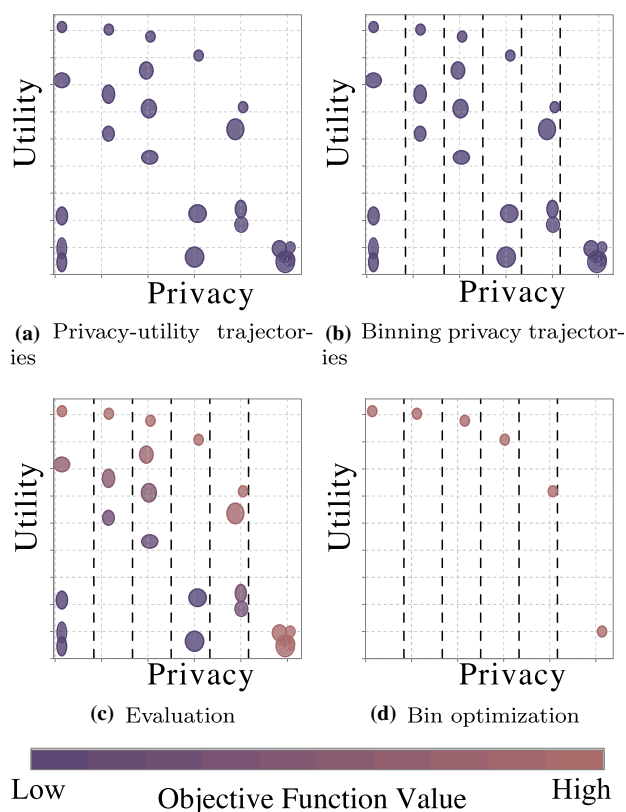 Utility
Privacy
(a) Privacy-utility trajector-
ies
Utility
Privacy
(b) Binning privacy trajector-
ies
Utility
Privacy
(c) Evaluation
Utility
Privacy
(d) Bin optimization
Low
Objective Function Value
High